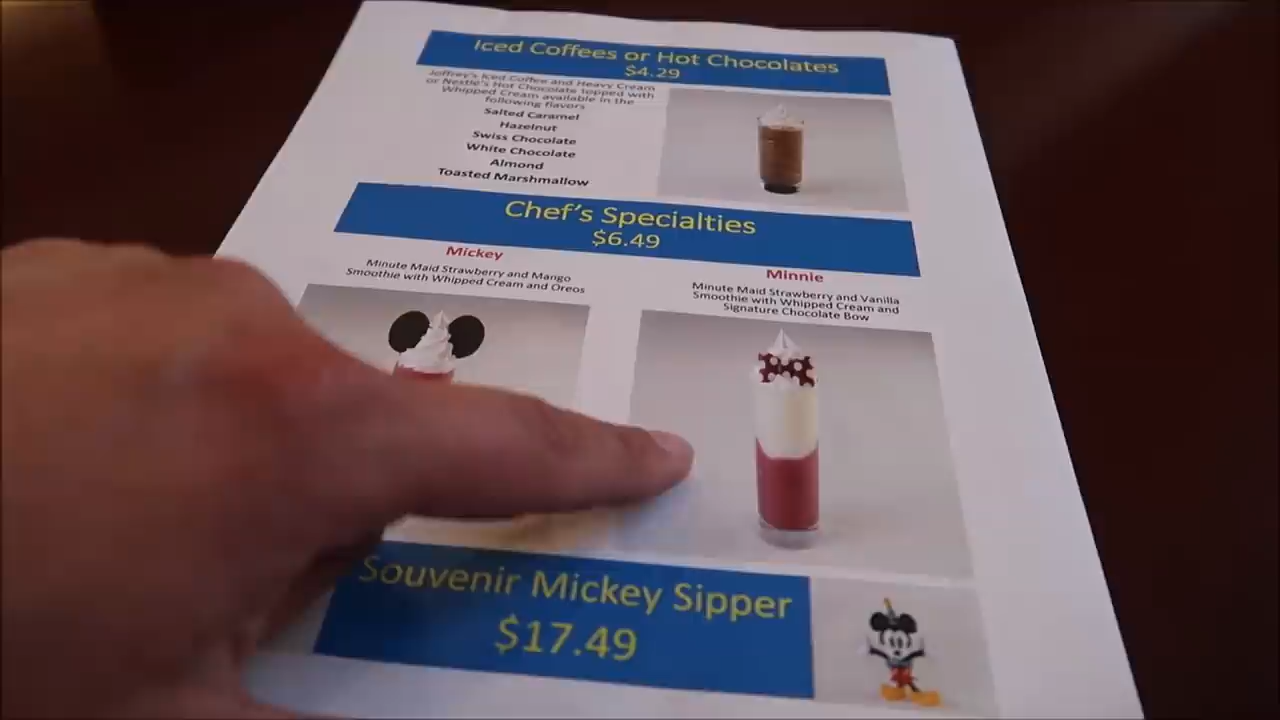 Iced Coffees or Hot Chocolates
$4.29
Joffrey's Iced Coffee and Heavy Cream
or Nestle's Hot Chocolate topped with
Whipped Cream available in the
following flavors
Salted Caramel
Hazelnut
Swiss Chocolate
White Chocolate
Almond
Toasted Marshmallow
Chef's Specialties
$6.49
Mickey
Minute Maid Strawberry and Mango
Smoothie with Whipped Cream and Oreos
Minnie
Minute Maid Strawberry and Vanilla
Smoothie with Whipped Cream and
Signature Chocolate Bow
Souvenir Mickey Sipper
$17.49